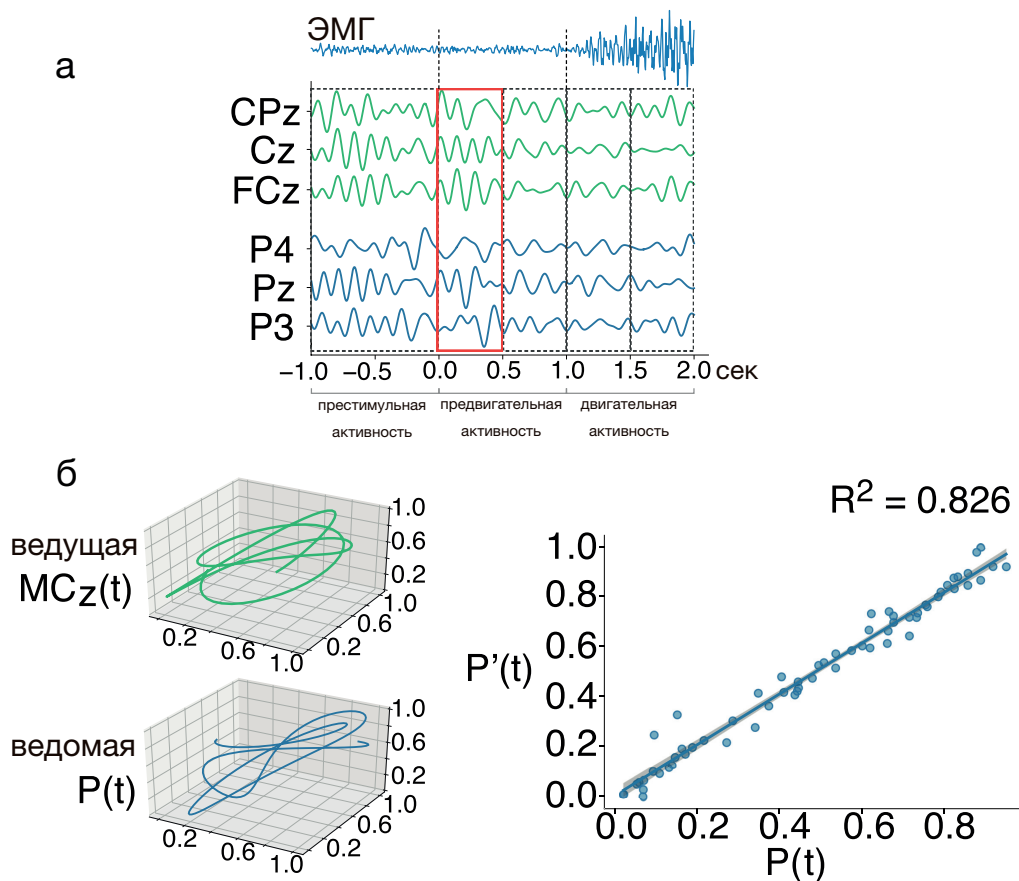 ЭМГ
а
CPz
Cz
FCz
P4
Pz
P3
−1.0 −0.5 0.0 0.5 1.0 1.5 2.0 сек
престимульная предвигательная двигательная
активность активность активность
б
R² = 0.826
ведущая
MCz(t)
1.0
0.6
0.2
1.0
0.6
0.2
0.2
0.6
1.0
ведомая
P(t)
1.0
0.6
0.2
1.0
0.6
0.2
0.2
0.6
1.0
P’(t)
1.0
0.8
0.6
0.4
0.2
0.0
0.0 0.2 0.4 0.6 0.8
P(t)